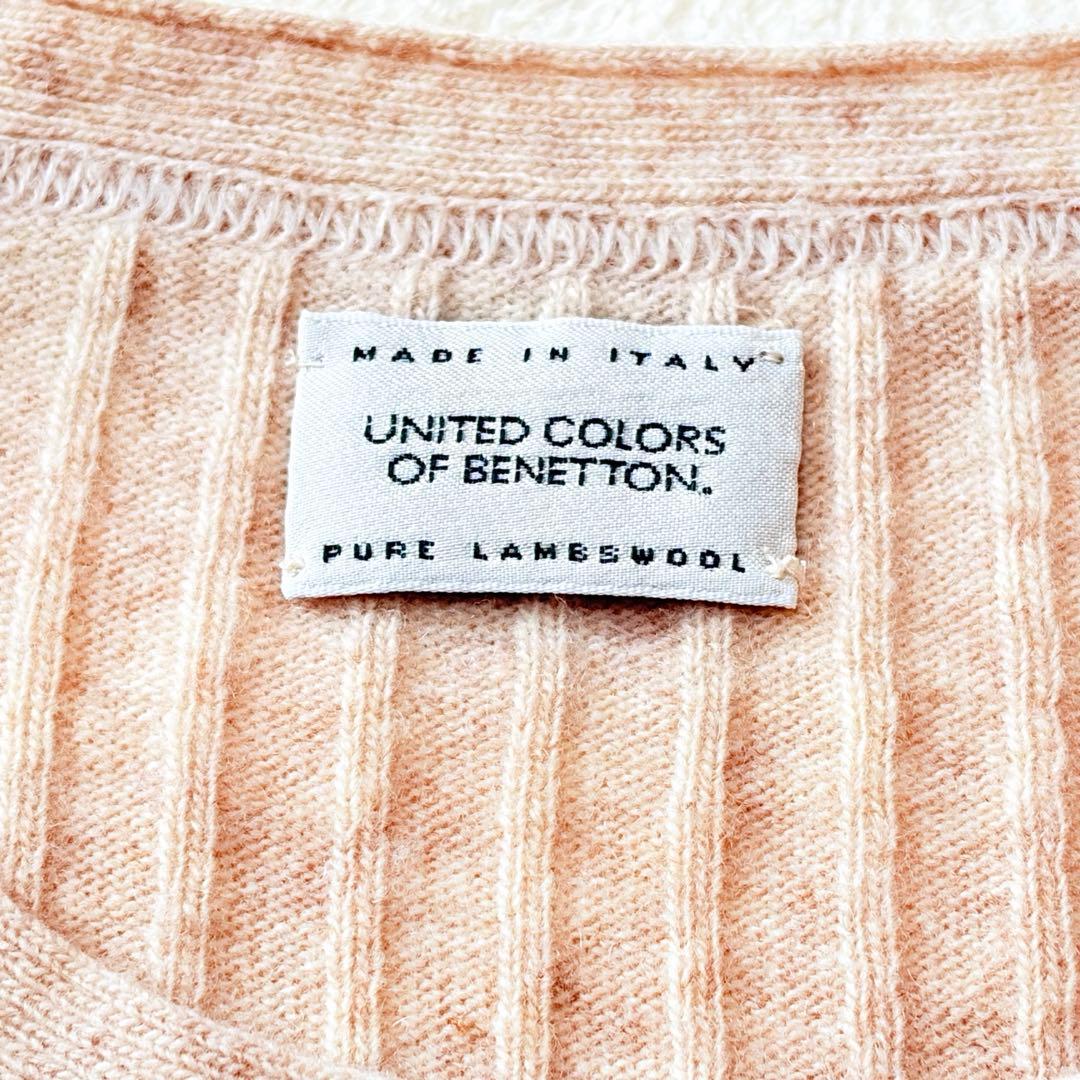 MADE IN ITALY
UNITED COLORS
OF BENETTON.
PURE LAMBSWOOL